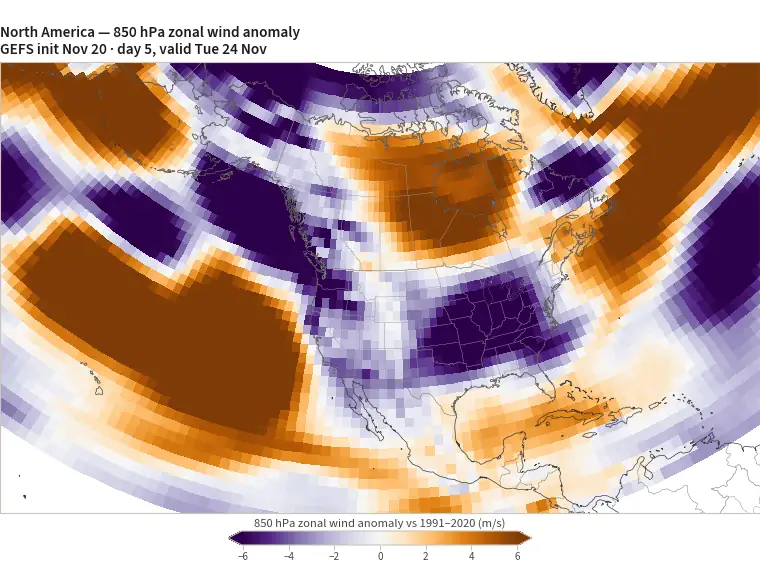 North America — 850 hPa zonal wind anomaly
GEFS init Nov 20 · day 5, valid Tue 24 Nov
850 hPa zonal wind anomaly vs 1991–2020 (m/s)
−6 −4 −2 0 2 4 6